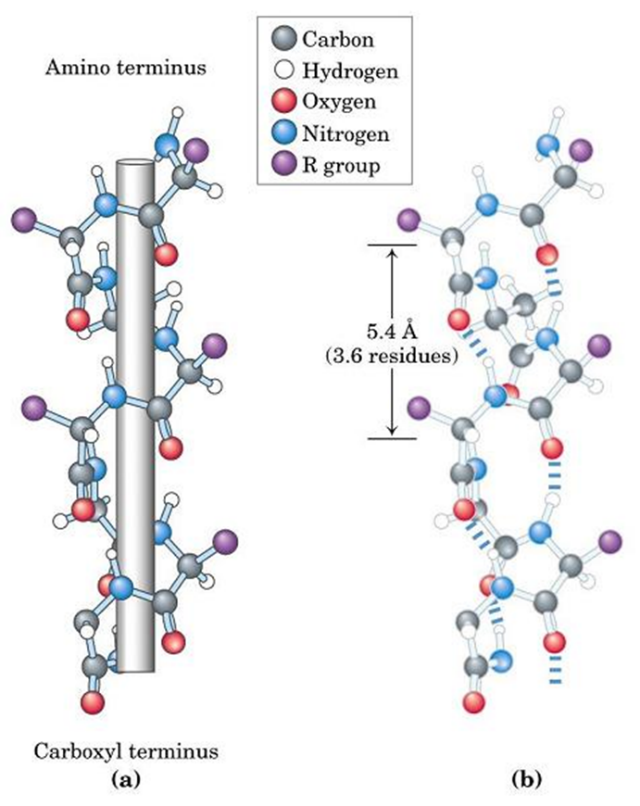 Carbon
Hydrogen
Oxygen
Nitrogen
R group
Amino terminus
5.4 Å
(3.6 residues)
Carboxyl terminus
(a)
(b)